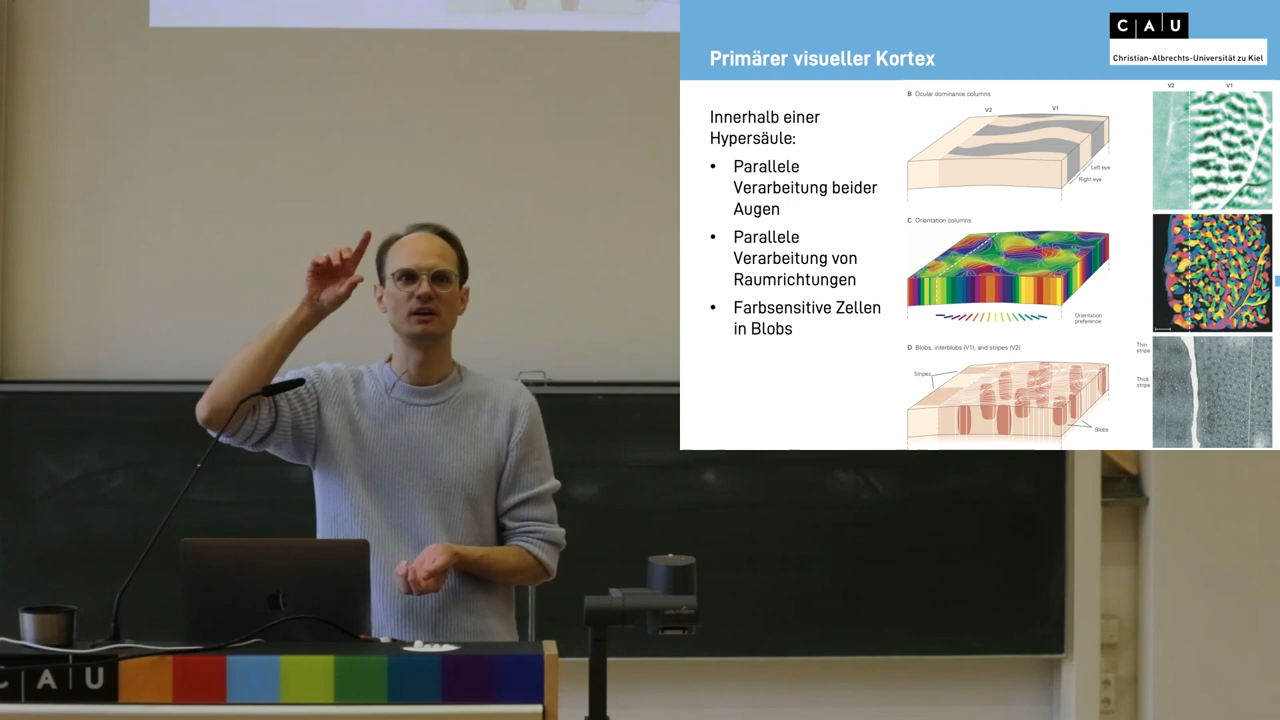 Primärer visueller Kortex
C A U
Christian-Albrechts-Universität zu Kiel
Innerhalb einer
Hypersäule:
• Parallele
Verarbeitung beider
Augen
• Parallele
Verarbeitung von
Raumrichtungen
• Farbsensitive Zellen
in Blobs
B Ocular dominance columns
V2
V1
Left eye
Right eye
V2
V1
C Orientation columns
Orientation
preference
D Blobs, interblobs (V1), and stripes (V2)
Stripes
Blobs
Thin
stripe
Thick
stripe
C A U